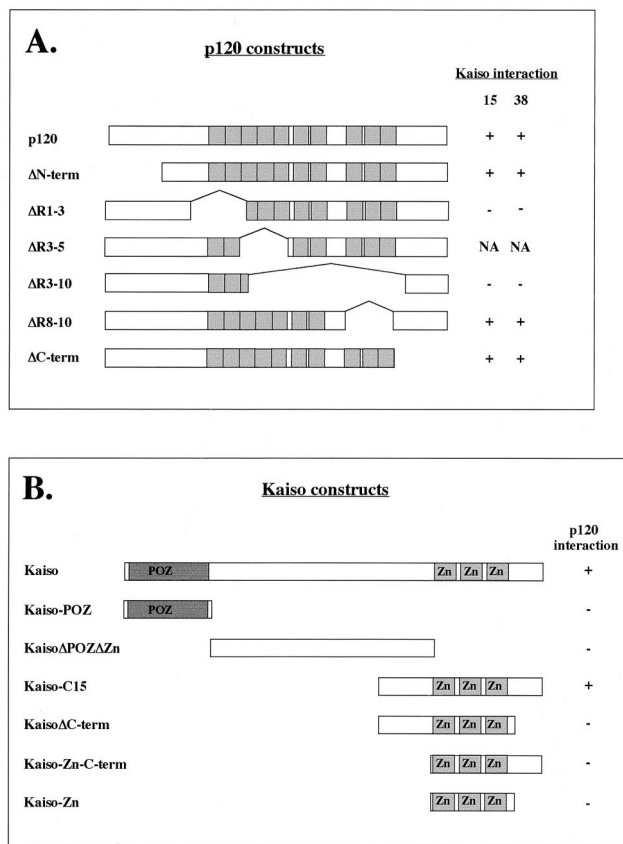 A.
p120 constructs
Kaiso interaction
15 38
p120 + +
ΔN-term + +
ΔR1-3 - -
ΔR3-5 NA NA
ΔR3-10 - -
ΔR8-10 + +
ΔC-term + +
B.
Kaiso constructs
p120
interaction
Kaiso POZ Zn Zn Zn +
Kaiso-POZ POZ -
KaisoΔPOZΔZn -
Kaiso-C15 Zn Zn Zn +
KaisoΔC-term Zn Zn Zn -
Kaiso-Zn-C-term Zn Zn Zn -
Kaiso-Zn Zn Zn Zn -